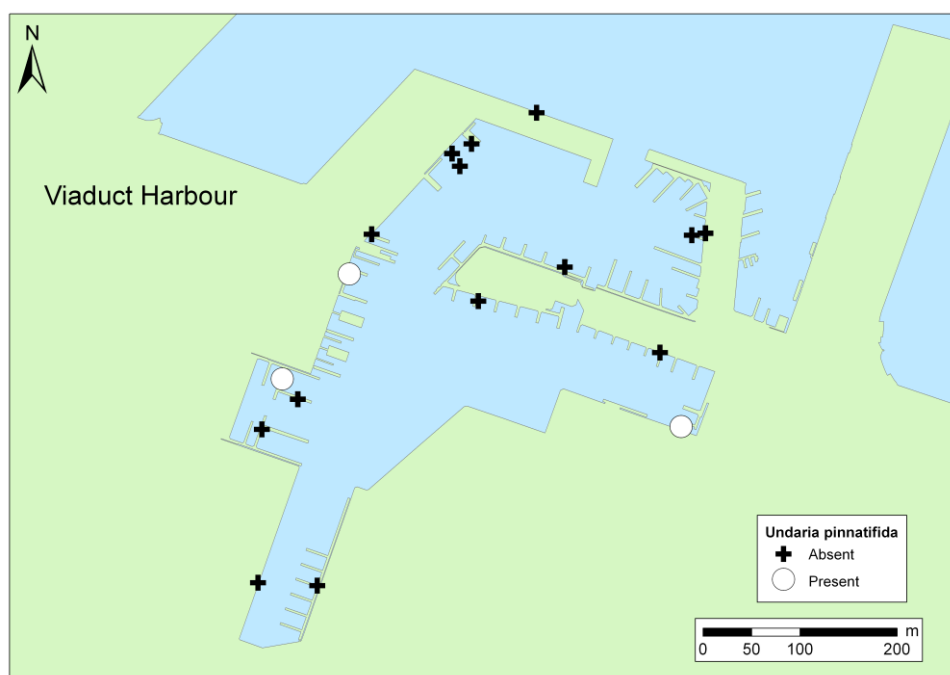 N
Viaduct Harbour
Undaria pinnatifida
Absent
Present
m
0 50 100 200